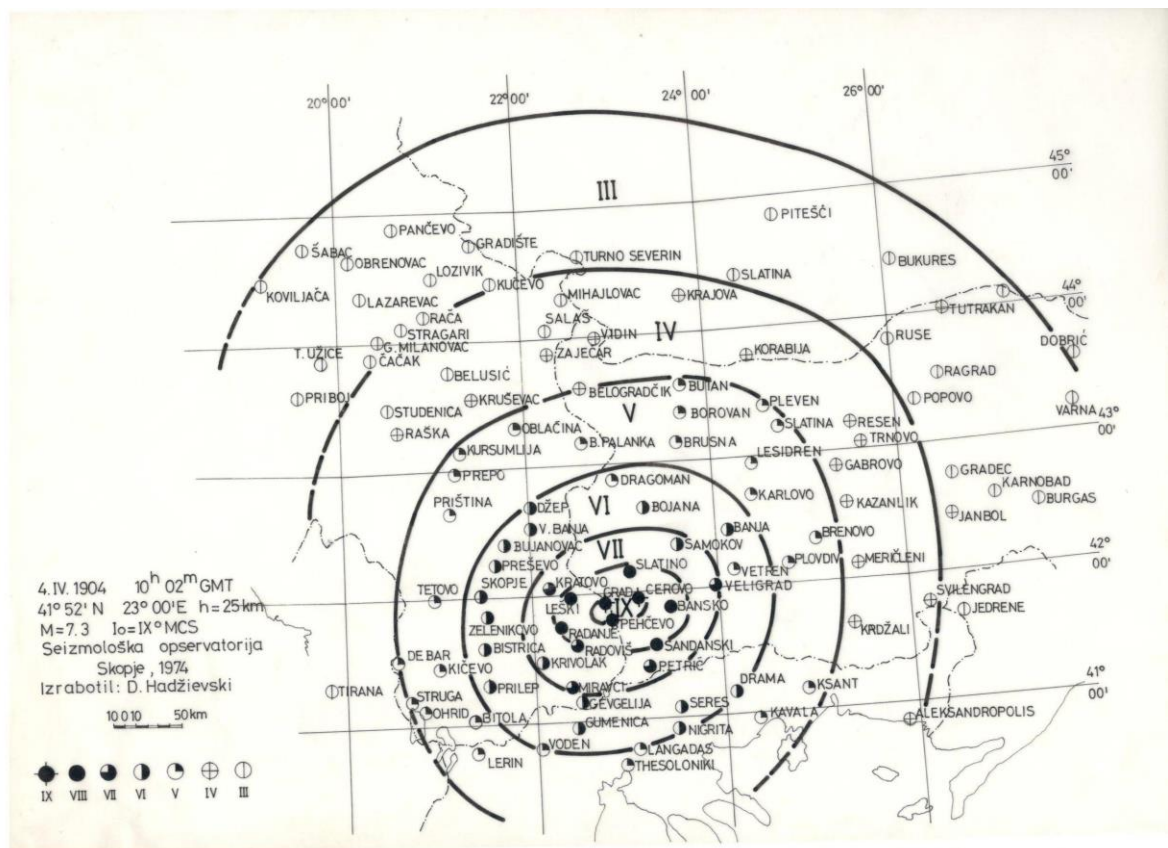 20° 00'
22° 00'
24° 00'
26° 00'
45°
00'
III
PITEŠĆI
PANČEVO
GRADIŠTE
ŠABAC
OBRENOVAC
TURNO SEVERIN
BUKURES
LOZIVIK
KUČEVO
SLATINA
KOVILJAČA
LAZAREVAC
MIHAJLOVAC
KRAJOVA
44°
00'
TUTRAKAN
RAČA
SALAŠ
IV
STRAGARI
VIDIN
RUSE
G. MILANOVAC
T. UŽICE
ČAČAK
ZAJEČAR
KORABIJA
DOBRIĆ
BELUSIĆ
RAGRAD
PRIBOJ
KRUŠEVAC
BELOGRADČIK
BUTAN
POPOVO
VARNA
STUDENICA
V
BOROVAN
PLEVEN
43°
00'
RAŠKA
OBLAČINA
SLATINA
RESEN
B. PALANKA
BRUSNA
TRNOVO
KURSUMLIJA
LESIDREN
GABROVO
GRADEC
PREPO
DRAGOMAN
KARNOBAD
KARLOVO
KAZANLIK
BURGAS
PRIŠTINA
DŽEP
VI
BOJANA
JANBOL
V. BANJA
BANJA
BRENOVO
BUJANOVAC
VII
SAMOKOV
42°
00'
PREŠEVO
SLATINO
VETREN
PLOVDIV
MERIČLENI
4. IV. 1904 10h 02m GMT
SKOPJE
KRATOVO
VELIGRAD
41° 52' N 23° 00'E h=25km
TETOVO
LESKI
GRAD
CEROVO
SVILENGRAD
M=7.3 Io=IX° MCS
IX
BANSKO
JEDRENE
Seizmološka opservatorija
ZELENIKOVO
PEHČEVO
KRDŽALI
Skopje, 1974
RADANJE
Izrabotil: D. Hadžievski
DEBAR
BISTRICA
RADOVIŠ
SANDANSKI
KIČEVO
KRIVOLAK
PETRIČ
41°
00'
TIRANA
PRILEP
MIRAVCI
DRAMA
KSANT
STRUGA
GEVGELIJA
SERES
10 0 10 50km
OHRID
BITOLA
GUMENICA
NIGRITA
KAVALA
ALEKSANDROPOLIS
VODEN
LANGADAS
LERIN
THESOLONIKI
IX VIII VII VI V IV III